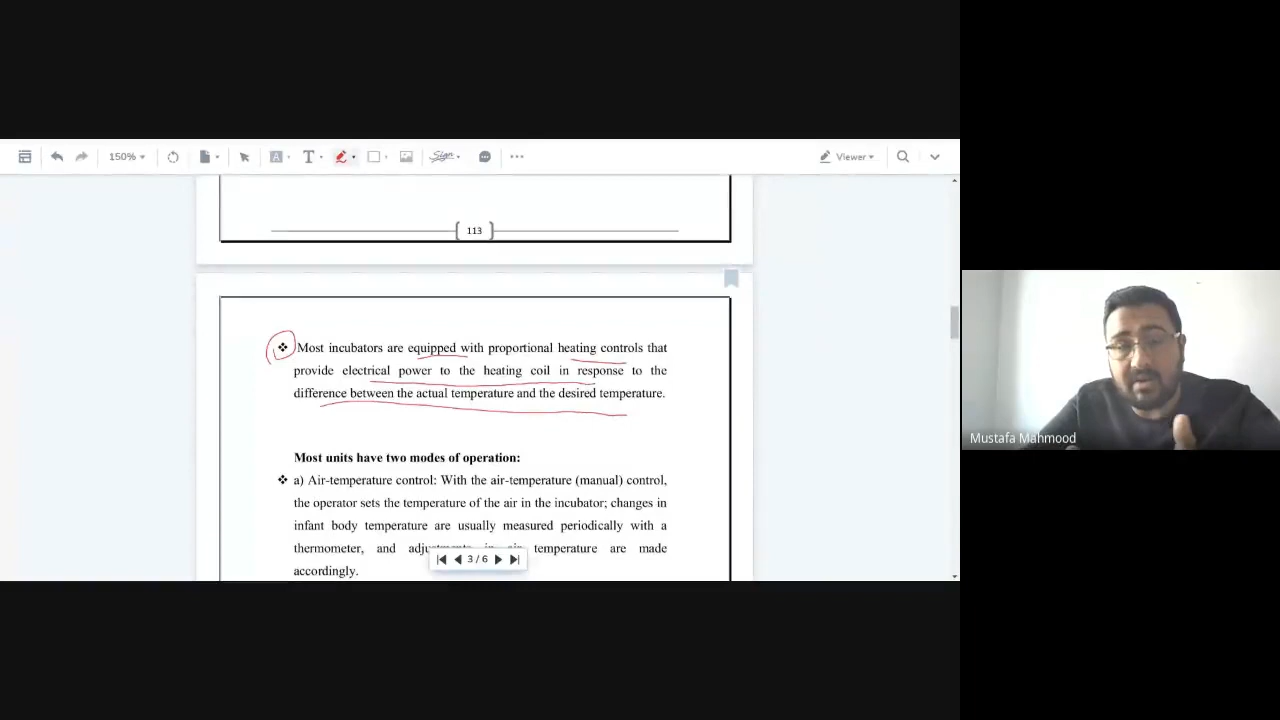 150%
Sign
Viewer
113
❖ Most incubators are equipped with proportional heating controls that
provide electrical power to the heating coil in response to the
difference between the actual temperature and the desired temperature.
Most units have two modes of operation:
❖ a) Air-temperature control: With the air-temperature (manual) control,
the operator sets the temperature of the air in the incubator; changes in
infant body temperature are usually measured periodically with a
thermometer, and adjustments in air temperature are made
accordingly.
3 / 6
Mustafa Mahmood